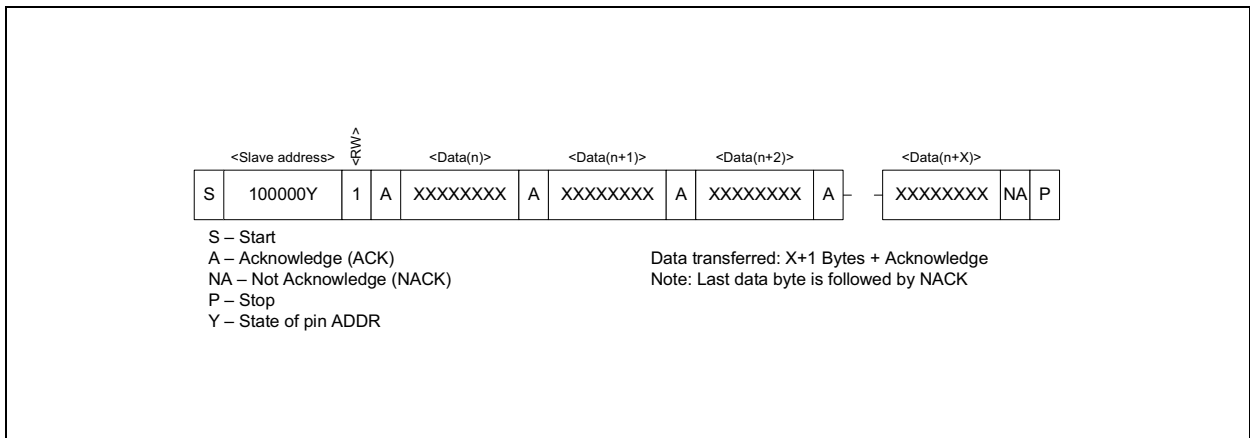 <Slave address> <RW> <Data(n)> <Data(n+1)> <Data(n+2)> <Data(n+X)>
S 100000Y 1 A XXXXXXXX A XXXXXXXX A XXXXXXXX A XXXXXXXX NA P
S – Start
A – Acknowledge (ACK)
NA – Not Acknowledge (NACK)
P – Stop
Y – State of pin ADDR
Data transferred: X+1 Bytes + Acknowledge
Note: Last data byte is followed by NACK